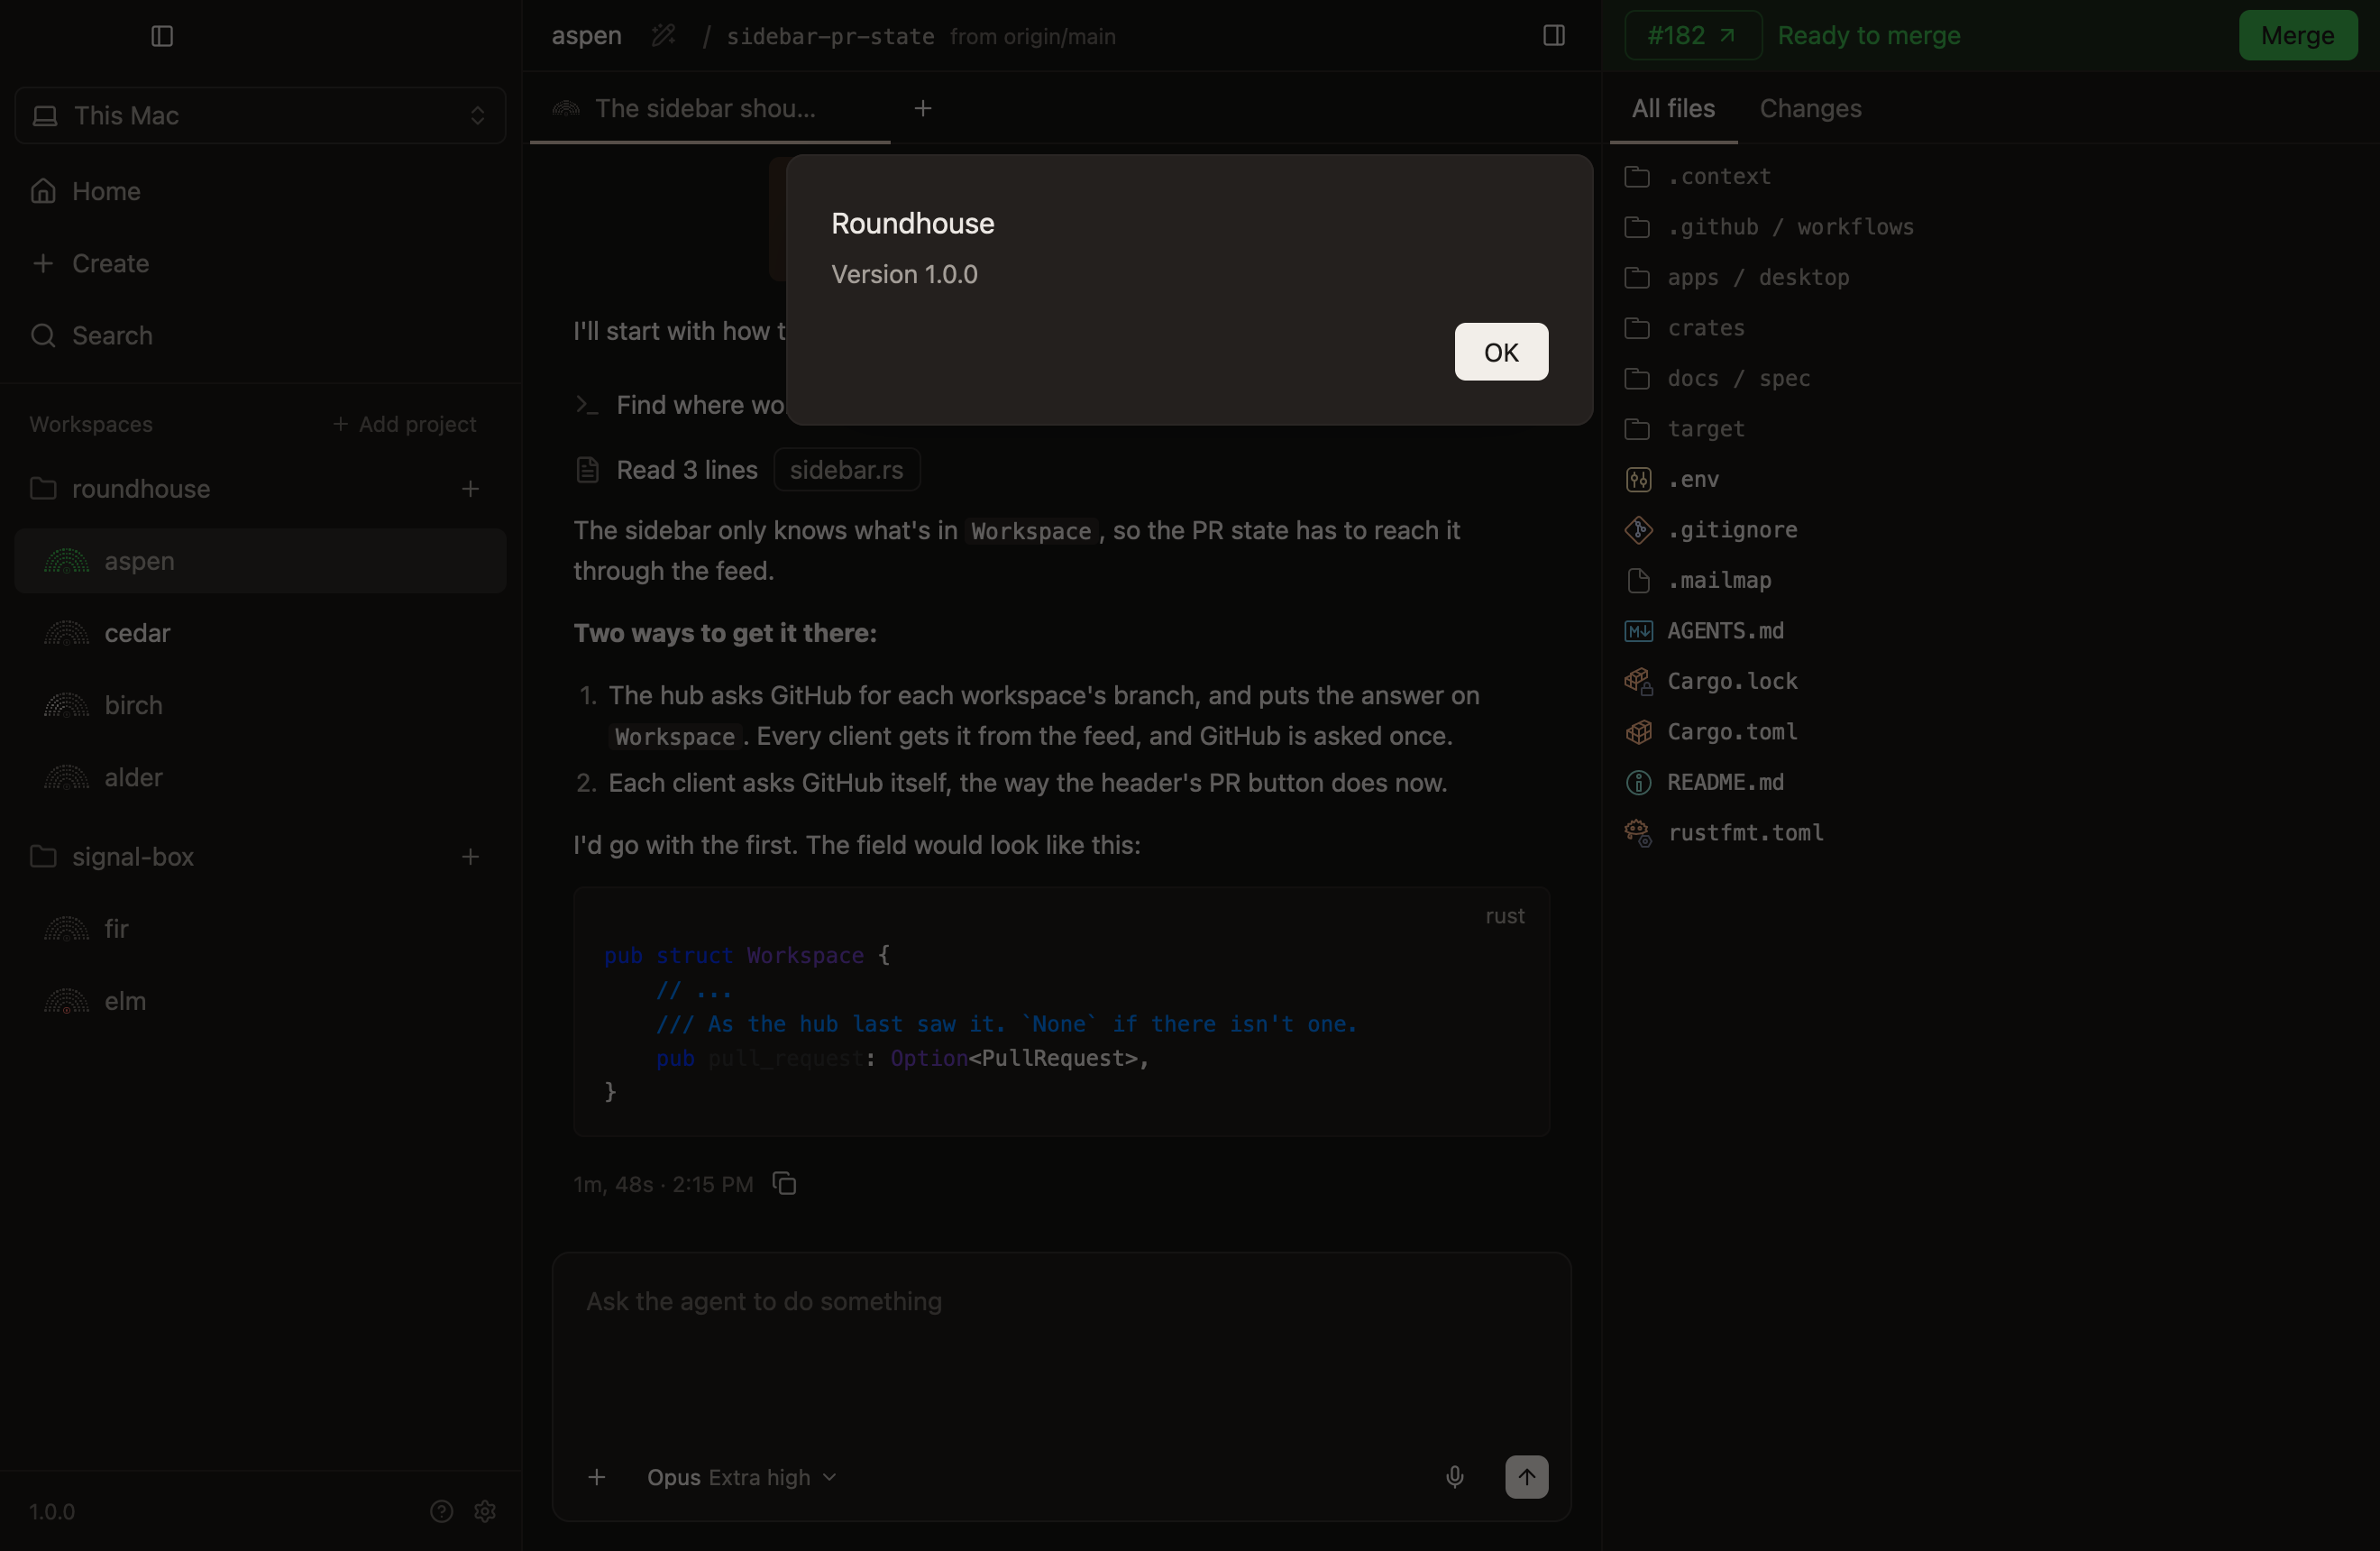 This Mac
Home
Create
Search
Workspaces
Add project
roundhouse
aspen
cedar
birch
alder
signal-box
fir
elm
1.0.0
aspen / sidebar-pr-state from origin/main
The sidebar shou...
Roundhouse
Version 1.0.0
OK
I'll start with how t
Find where wo
Read 3 lines sidebar.rs
The sidebar only knows what's in Workspace, so the PR state has to reach it
through the feed.
Two ways to get it there:
1. The hub asks GitHub for each workspace's branch, and puts the answer on
Workspace. Every client gets it from the feed, and GitHub is asked once.
2. Each client asks GitHub itself, the way the header's PR button does now.
I'd go with the first. The field would look like this:
rust
pub struct Workspace {
// ...
/// As the hub last saw it. `None` if there isn't one.
pub pull_request: Option<PullRequest>,
}
1m, 48s · 2:15 PM
Ask the agent to do something
Opus Extra high
#182 Ready to merge
Merge
All files Changes
.context
.github / workflows
apps / desktop
crates
docs / spec
target
.env
.gitignore
.mailmap
AGENTS.md
Cargo.lock
Cargo.toml
README.md
rustfmt.toml